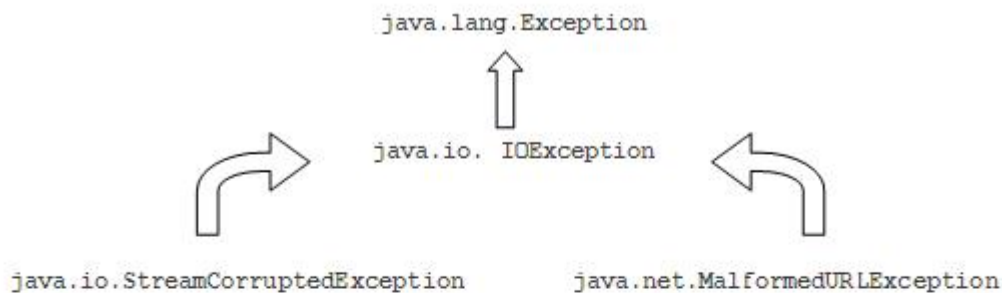 java.lang.Exception
java.io. IOException
java.io.StreamCorruptedException
java.net.MalformedURLException